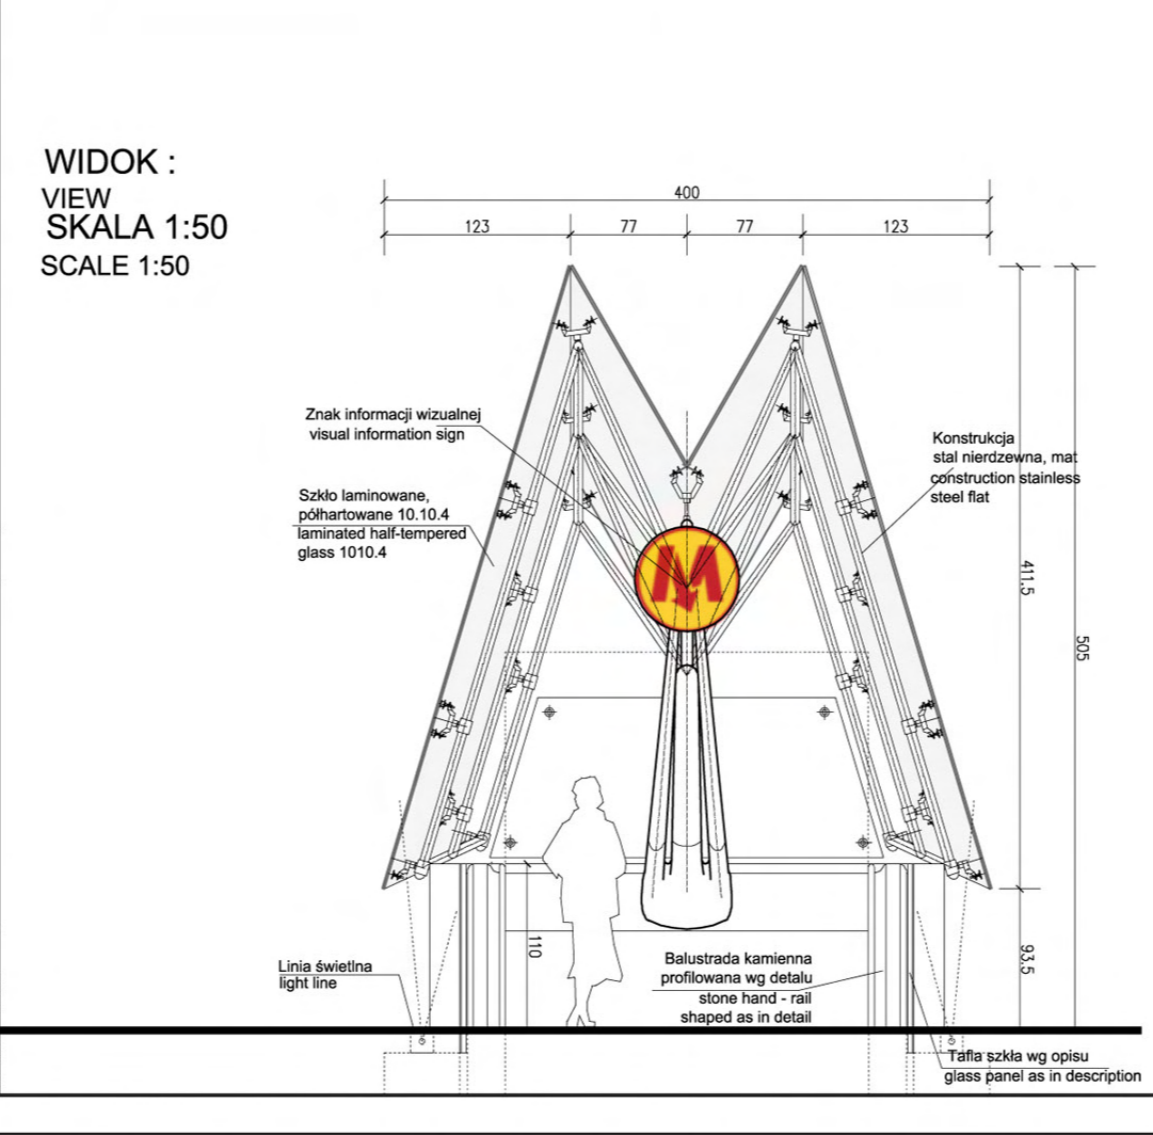 WIDOK :
VIEW
SKALA 1:50
SCALE 1:50
400
123
77
77
123
Znak informacji wizualnej
visual information sign
Szkło laminowane,
półhartowane 10.10.4
laminated half-tempered
glass 1010.4
Konstrukcja
stal nierdzewna, mat
construction stainless
steel flat
M
411.5
505
93.5
110
Linia świetlna
light line
Balustrada kamienna
profilowana wg detalu
stone hand - rail
shaped as in detail
Tafla szkła wg opisu
glass panel as in description